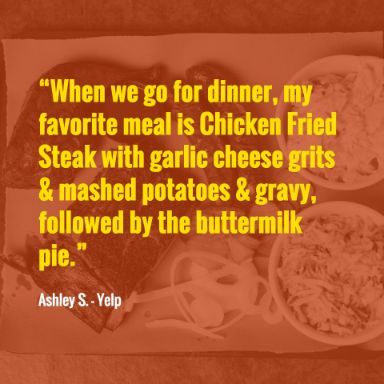 “When we go for dinner, my
favorite meal is Chicken Fried
Steak with garlic cheese grits
& mashed potatoes & gravy,
followed by the buttermilk
pie.”
Ashley S. - Yelp